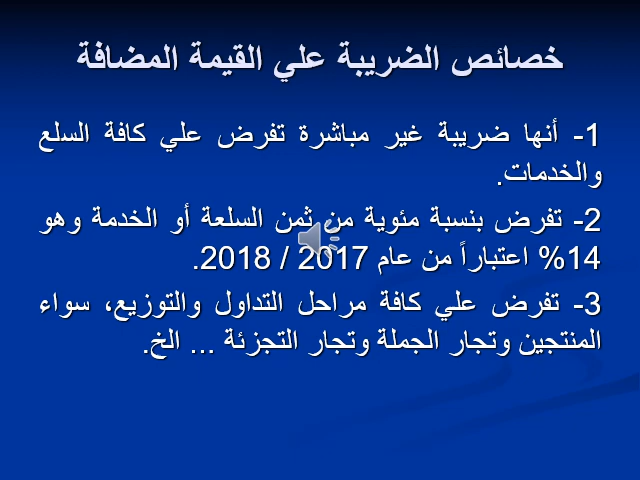 خصائص الضريبة علي القيمة المضافة
1- أنها ضريبة غير مباشرة تفرض علي كافة السلع
والخدمات.
2- تفرض بنسبة مئوية من ثمن السلعة أو الخدمة وهو
14% اعتباراً من عام 2017 / 2018.
3- تفرض علي كافة مراحل التداول والتوزيع، سواء
المنتجين وتجار الجملة وتجار التجزئة ... الخ.